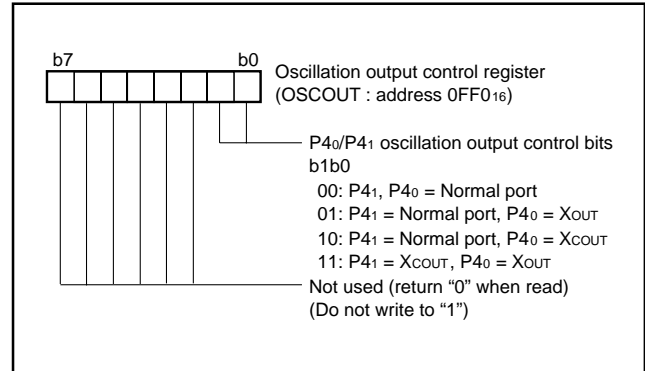 b7 b0
Oscillation output control register
(OSCOUT : address 0FF016)
P40/P41 oscillation output control bits
b1b0
00: P41, P40 = Normal port
01: P41 = Normal port, P40 = XOUT
10: P41 = Normal port, P40 = XCOUT
11: P41 = XCOUT, P40 = XOUT
Not used (return “0” when read)
(Do not write to “1”)